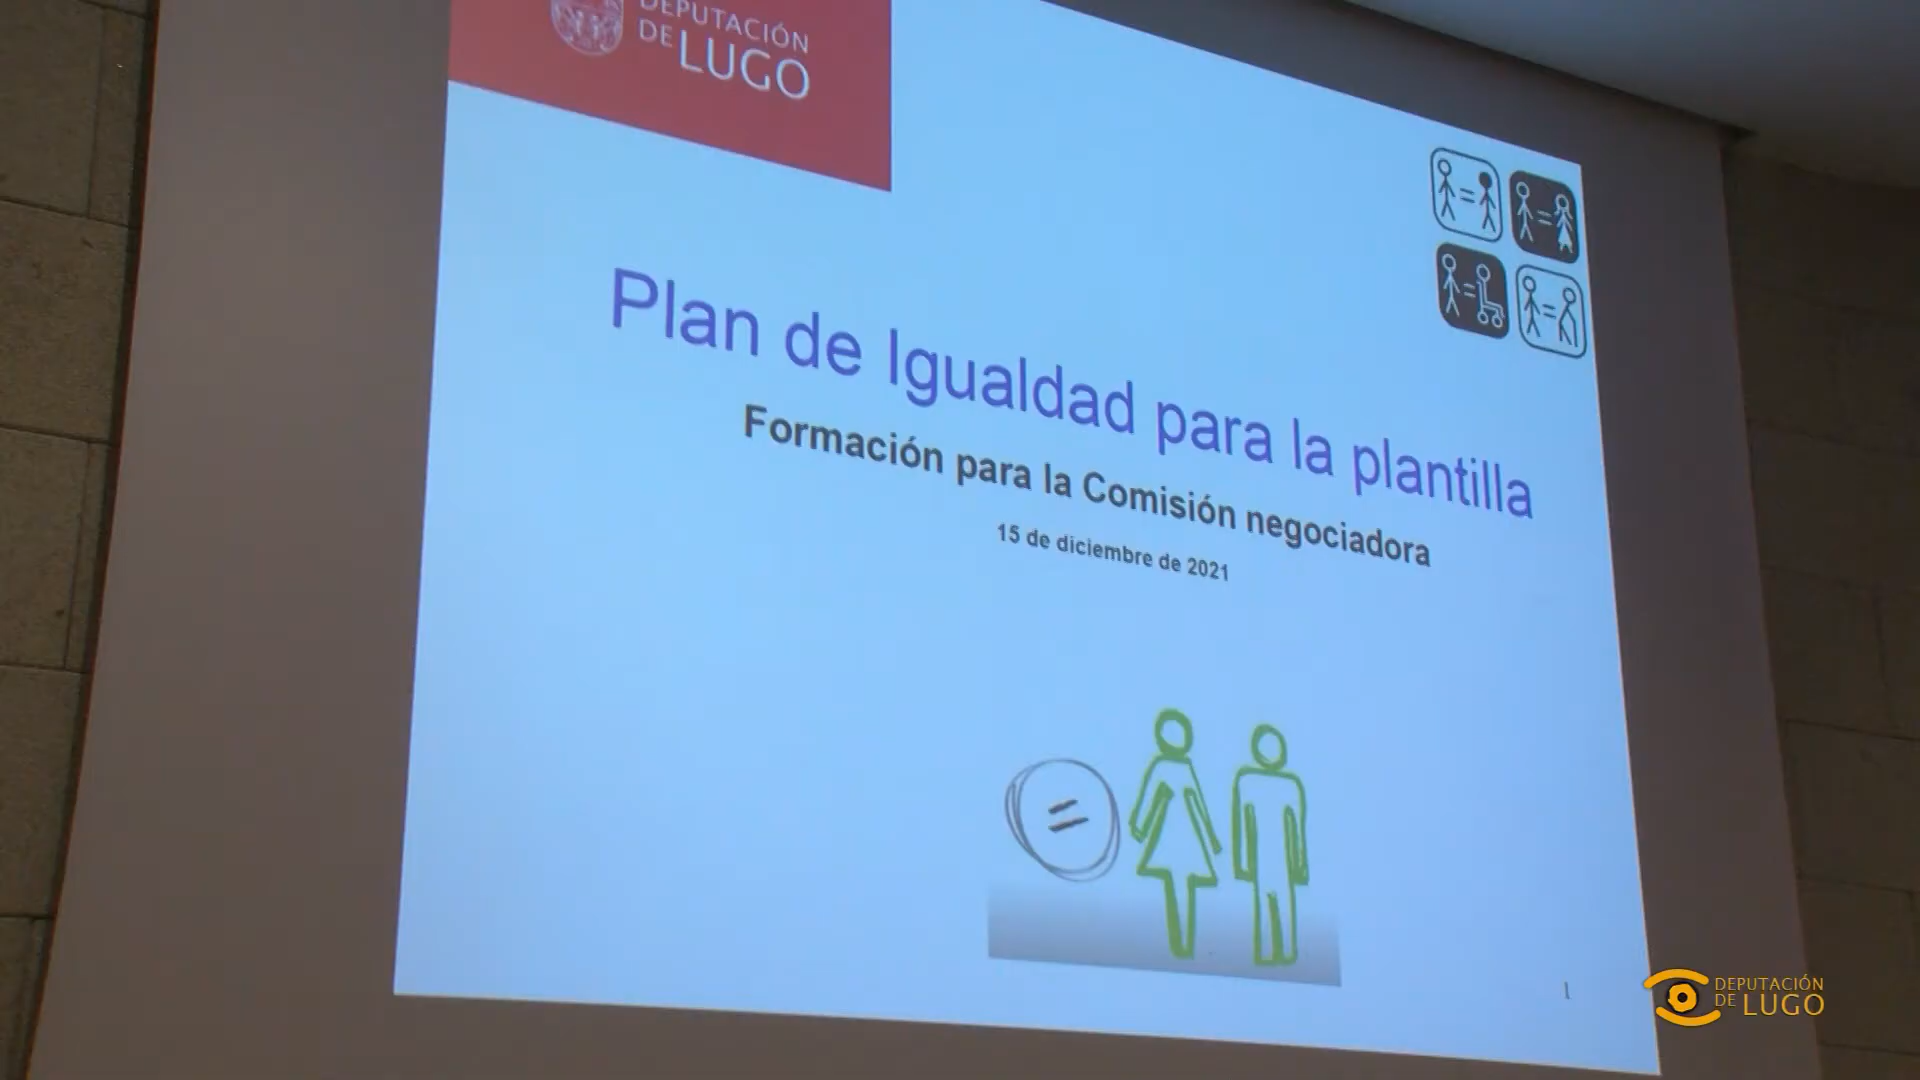 DEPUTACIÓN
DE LUGO
Plan de Igualdad para la plantilla
Formación para la Comisión negociadora
15 de diciembre de 2021
1
DEPUTACIÓN
DE LUGO